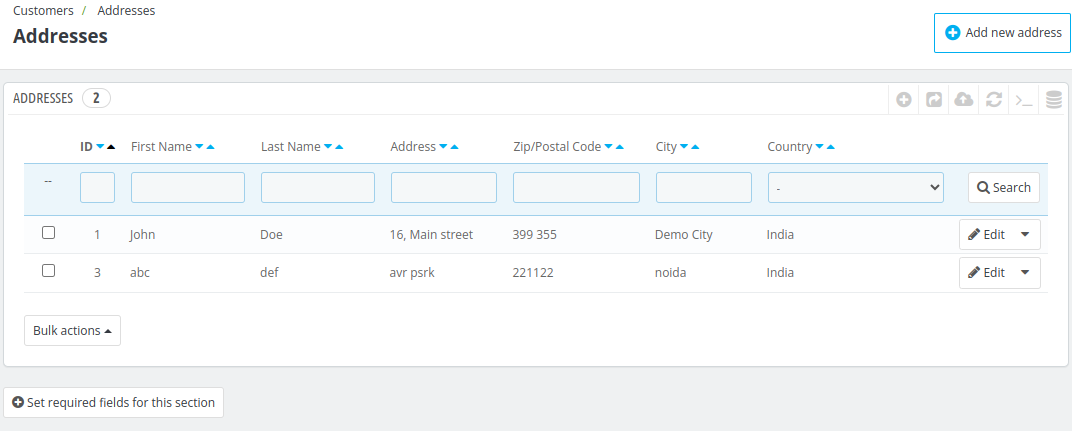 Customers / Addresses
Addresses
Add new address
ADDRESSES 2
ID First Name Last Name Address Zip/Postal Code City Country
-- - Search
1 John Doe 16, Main street 399 355 Demo City India Edit
3 abc def avr psrk 221122 noida India Edit
Bulk actions
Set required fields for this section